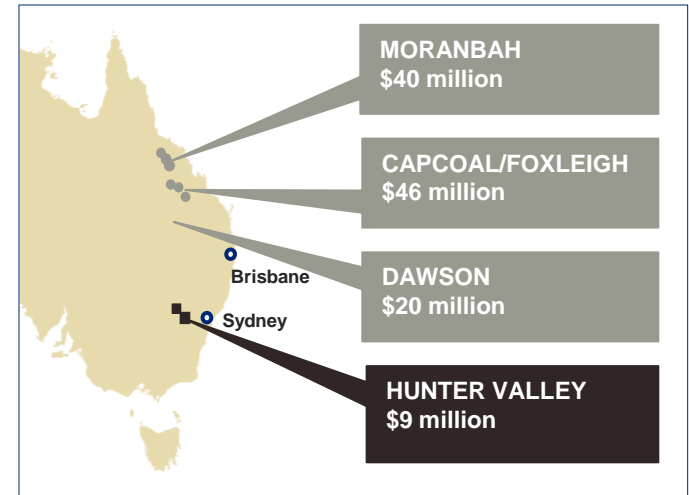 MORANBAH
$40 million
CAPCOAL/FOXLEIGH
$46 million
DAWSON
$20 million
Brisbane
Sydney
HUNTER VALLEY
$9 million